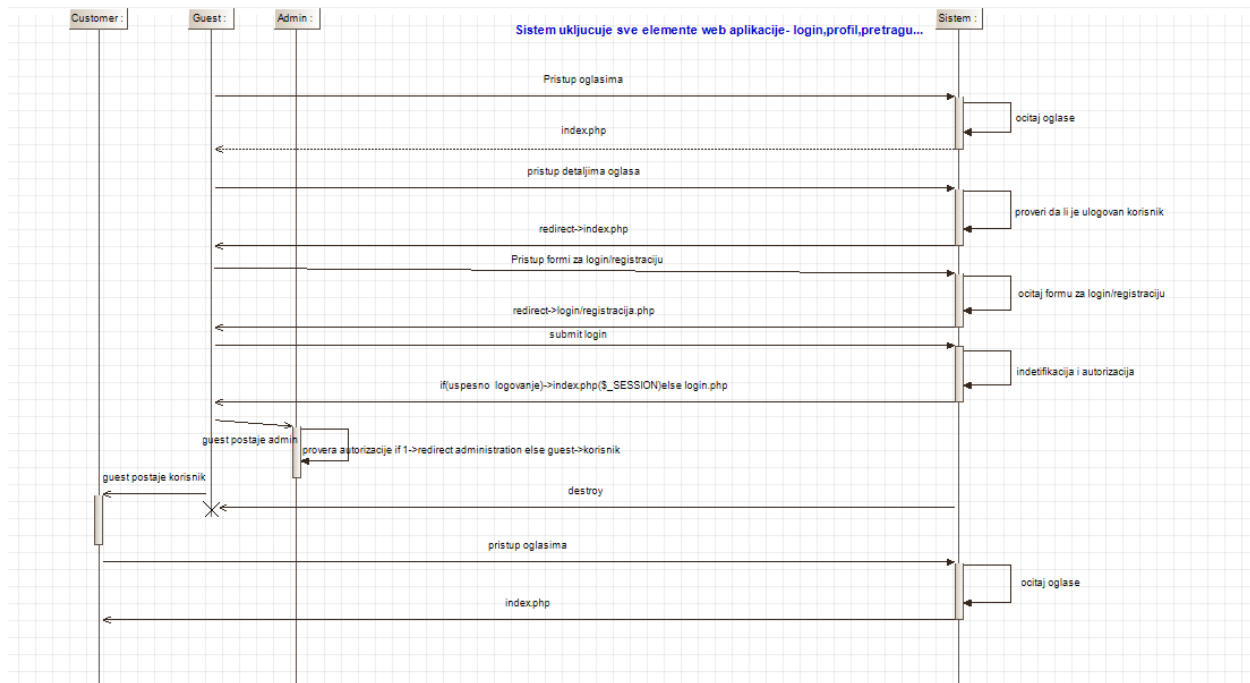 Customer :
Guest :
Admin :
Sistem :
Sistem ukljucuje sve elemente web aplikacije- login,profil,pretragu...
Pristup oglasima
ocitaj oglase
index.php
pristup detaljima oglasa
proveri da li je ulogovan korisnik
redirect->index.php
Pristup formi za login/registraciju
ocitaj formu za login/registraciju
redirect->login/registracija.php
submit login
indetifikacija i autorizacija
if(uspesno logovanje)->index.php($_SESSION)else login.php
guest postaje admin
provera autorizacije if 1->redirect administration else guest->korisnik
guest postaje korisnik
destroy
pristup oglasima
ocitaj oglase
index.php